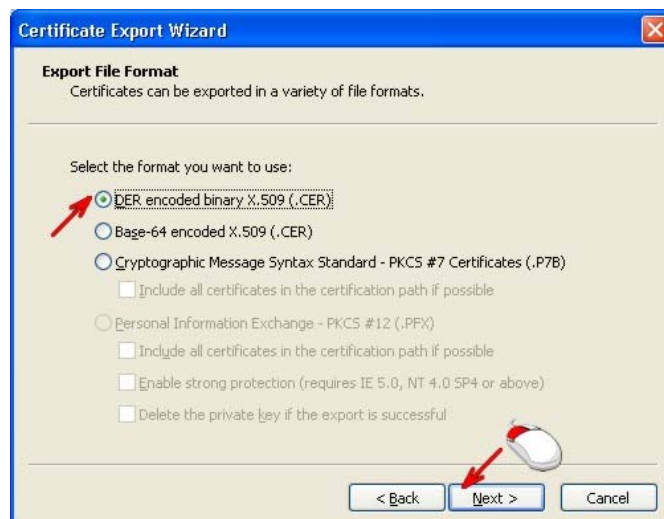 Certificate Export Wizard
Export File Format
Certificates can be exported in a variety of file formats.
Select the format you want to use:
DER encoded binary X.509 (.CER)
Base-64 encoded X.509 (.CER)
Cryptographic Message Syntax Standard - PKCS #7 Certificates (.P7B)
Include all certificates in the certification path if possible
Personal Information Exchange - PKCS #12 (.PFX)
Include all certificates in the certification path if possible
Enable strong protection (requires IE 5.0, NT 4.0 SP4 or above)
Delete the private key if the export is successful
< Back Next > Cancel